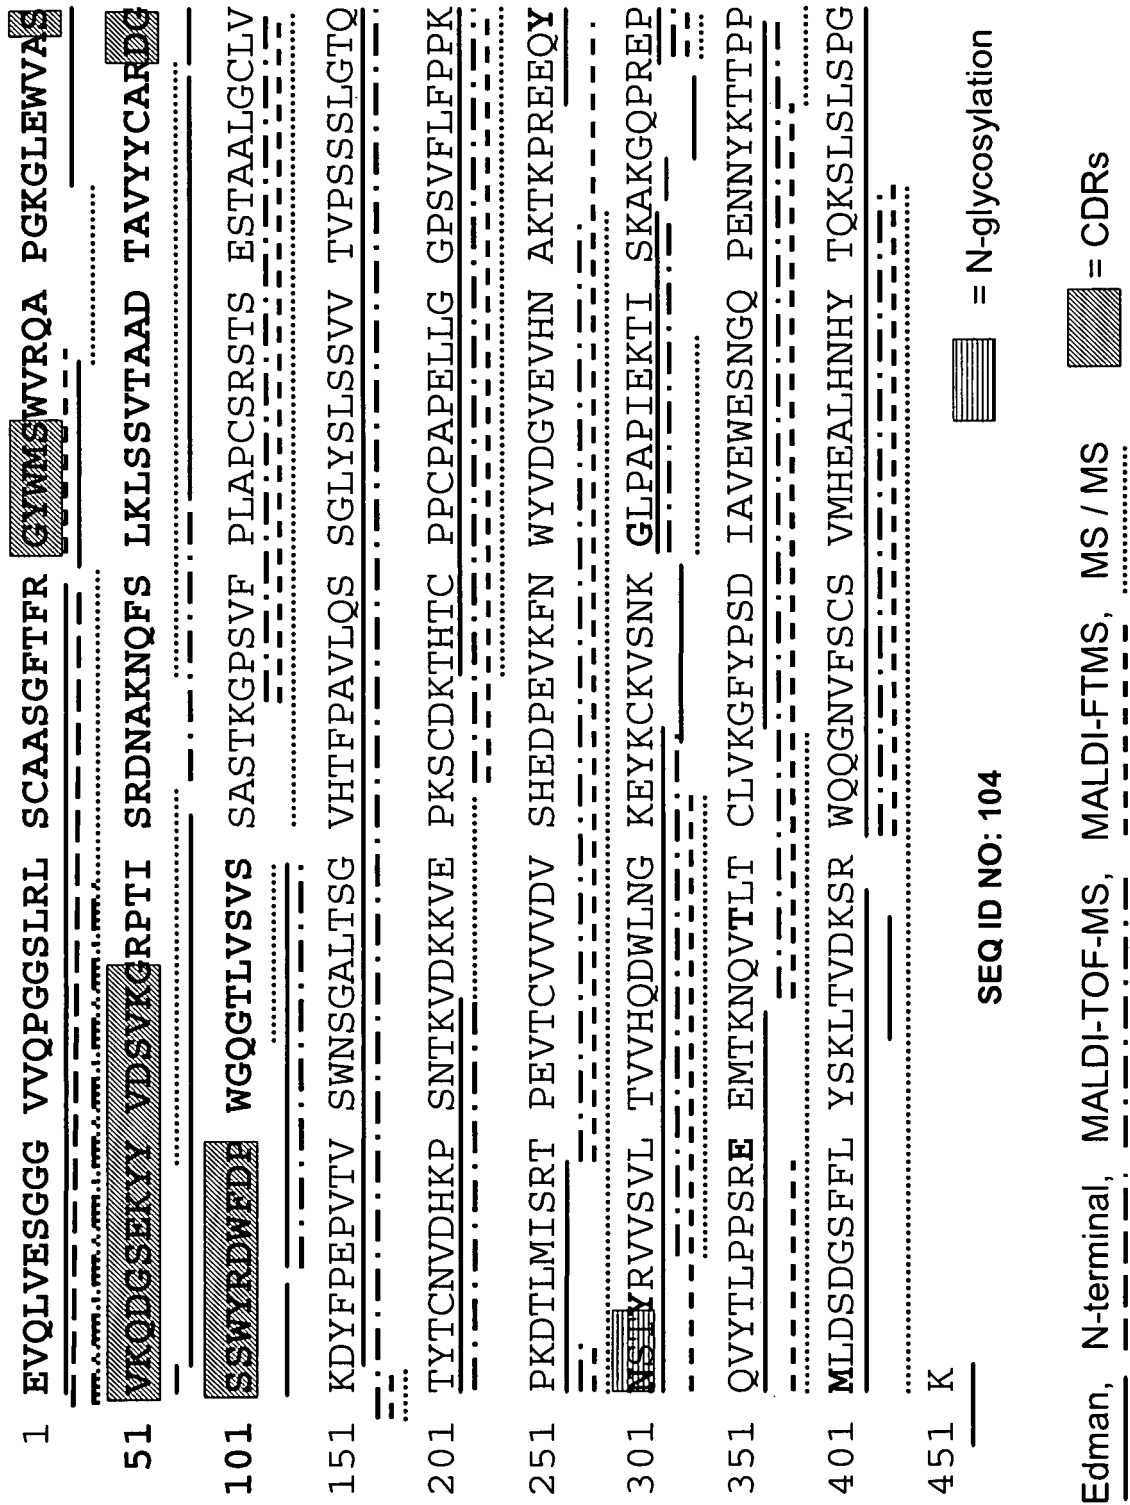 1 EVQLVESGGG VVQPGGSLRL SCAASGFTFR GYWMSWVRQA PGKGLEWVAS
51 VKQDGSEKYY VDSVKGRPTI SRDNAKNQFS LKLSSVTAAD TAVYYCARDG
101 SSWYRDWFDP WGQGTLVSVS SASTKGPSVF PLAPCSRSTS ESTAALGCLV
151 KDYFPEPVTV SWNSGALTSG VHTFPAVLQS SGLYSLSSVV TVPSSSLGTQ
201 TYTCNVDHKP SNTKVDKKVE PKSCDKTHTC PPCPAPELLG GPSVFLFPPK
251 PKDTLMISRT PEVTCVVVDV SHEDPEVKFN WYVDGVEVHN AKTKPREEQY
301 NSTYRVVSVL TVVHQDWLNG KEYKCKVSNK GLPAPIEKTI SKAKGQPREP
351 QVYTLPPSRE EMTKNQVTLT CLVKGFYPSD IAVEWESNGQ PENNYKTTPP
401 MLDSDGSFFL YSKLTVDKSR WQQGNVFSCS VMHEALHNHY TQKSLSLSPG
451 K
SEQ ID NO: 104
= N-glycosylation
Edman, N-terminal, MALDI-TOF-MS, MALDI-FTMS, MS / MS = CDRs